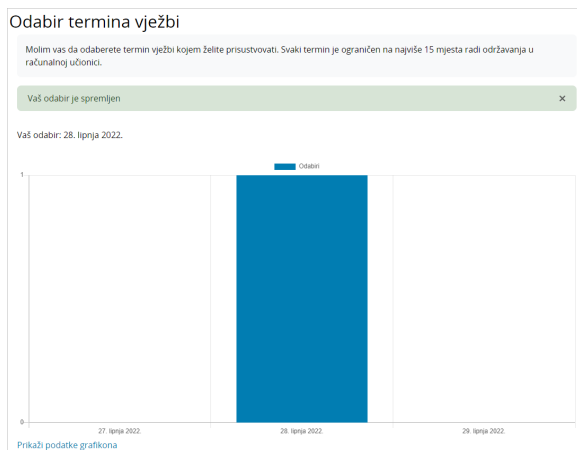 Odabir termina vježbi
Molim vas da odaberete termin vježbi kojem želite prisustvovati. Svaki termin je ograničen na najviše 15 mjesta radi održavanja u
računalnoj učionici.
Vaš odabir je spremljen ×
Vaš odabir: 28. lipnja 2022.
Odabiri
1
0
27. lipnja 2022. 28. lipnja 2022. 29. lipnja 2022.
Prikaži podatke grafikona